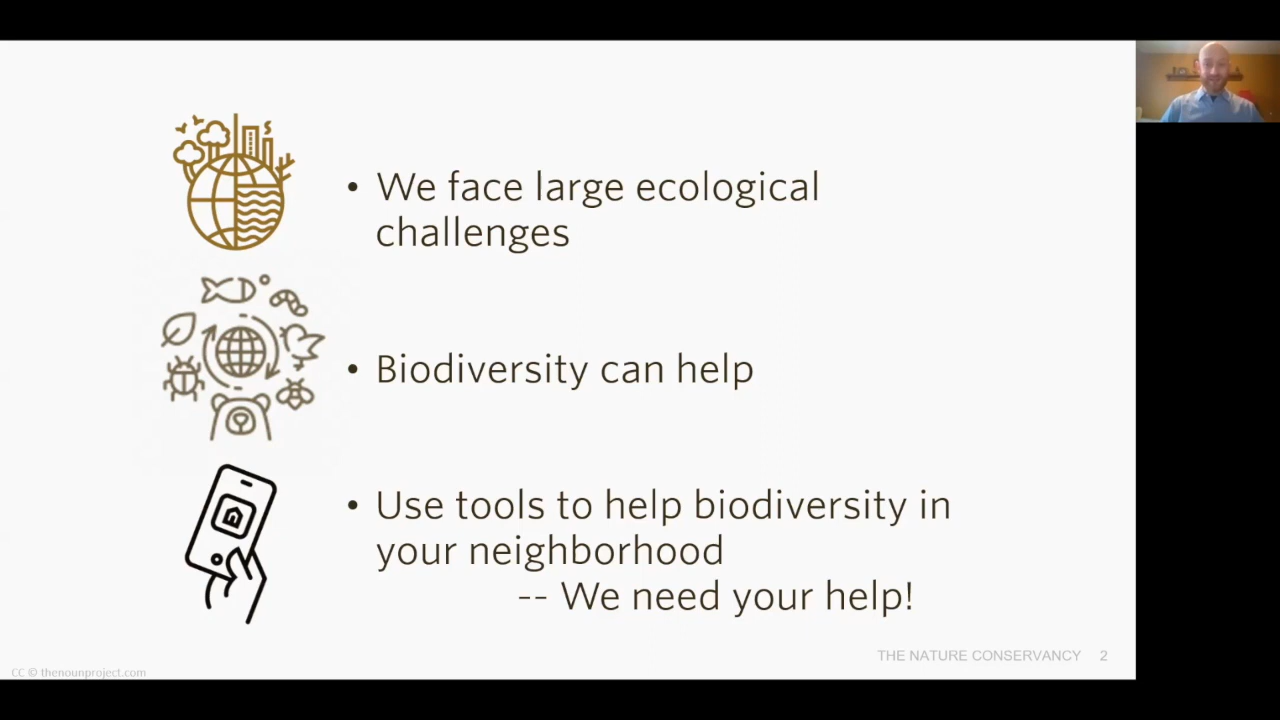 • We face large ecological
challenges
• Biodiversity can help
• Use tools to help biodiversity in
your neighborhood
-- We need your help!
THE NATURE CONSERVANCY 2
CC © thenounproject.com